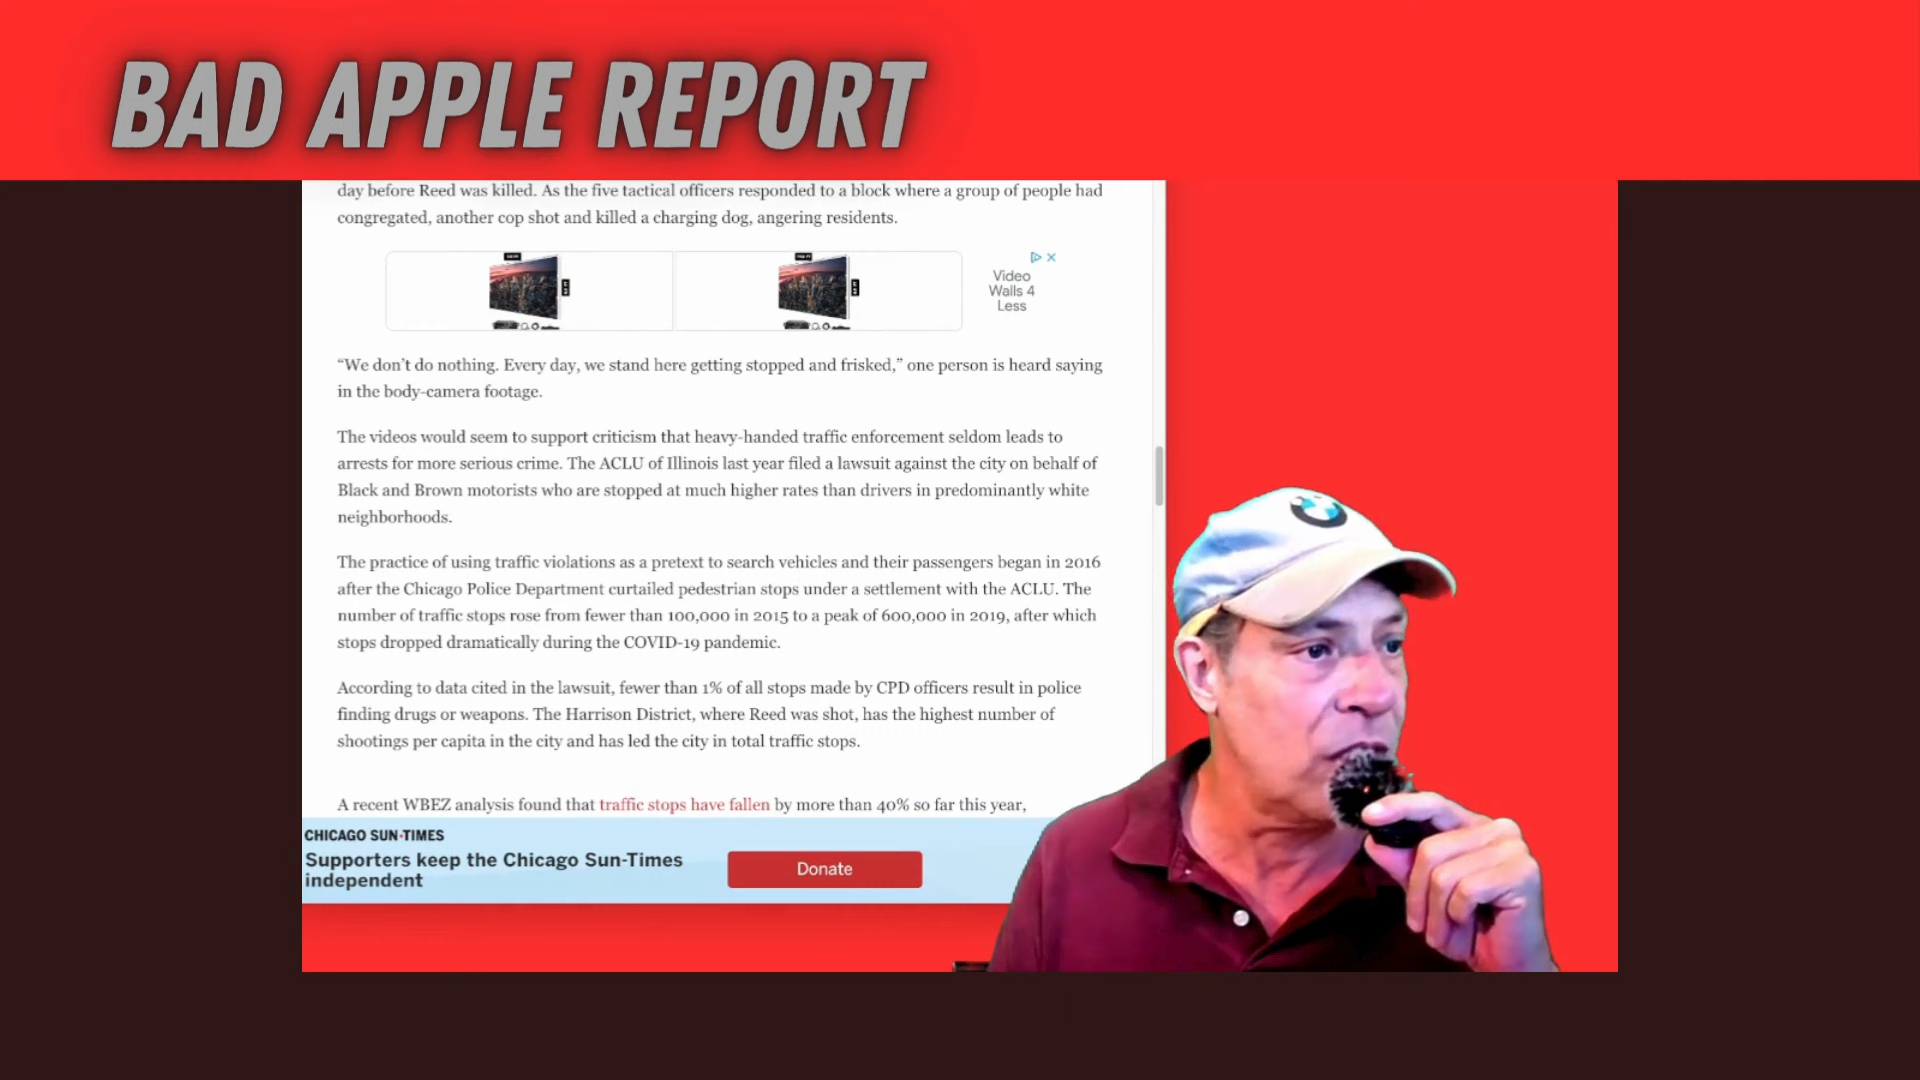 BAD APPLE REPORT
day before Reed was killed. As the five tactical officers responded to a block where a group of people had
congregated, another cop shot and killed a charging dog, angering residents.
Video
Walls 4
Less
“We don’t do nothing. Every day, we stand here getting stopped and frisked,” one person is heard saying
in the body-camera footage.
The videos would seem to support criticism that heavy-handed traffic enforcement seldom leads to
arrests for more serious crime. The ACLU of Illinois last year filed a lawsuit against the city on behalf of
Black and Brown motorists who are stopped at much higher rates than drivers in predominantly white
neighborhoods.
The practice of using traffic violations as a pretext to search vehicles and their passengers began in 2016
after the Chicago Police Department curtailed pedestrian stops under a settlement with the ACLU. The
number of traffic stops rose from fewer than 100,000 in 2015 to a peak of 600,000 in 2019, after which
stops dropped dramatically during the COVID-19 pandemic.
According to data cited in the lawsuit, fewer than 1% of all stops made by CPD officers result in police
finding drugs or weapons. The Harrison District, where Reed was shot, has the highest number of
shootings per capita in the city and has led the city in total traffic stops.
A recent WBEZ analysis found that traffic stops have fallen by more than 40% so far this year,
CHICAGO SUN·TIMES
Supporters keep the Chicago Sun-Times
independent
Donate